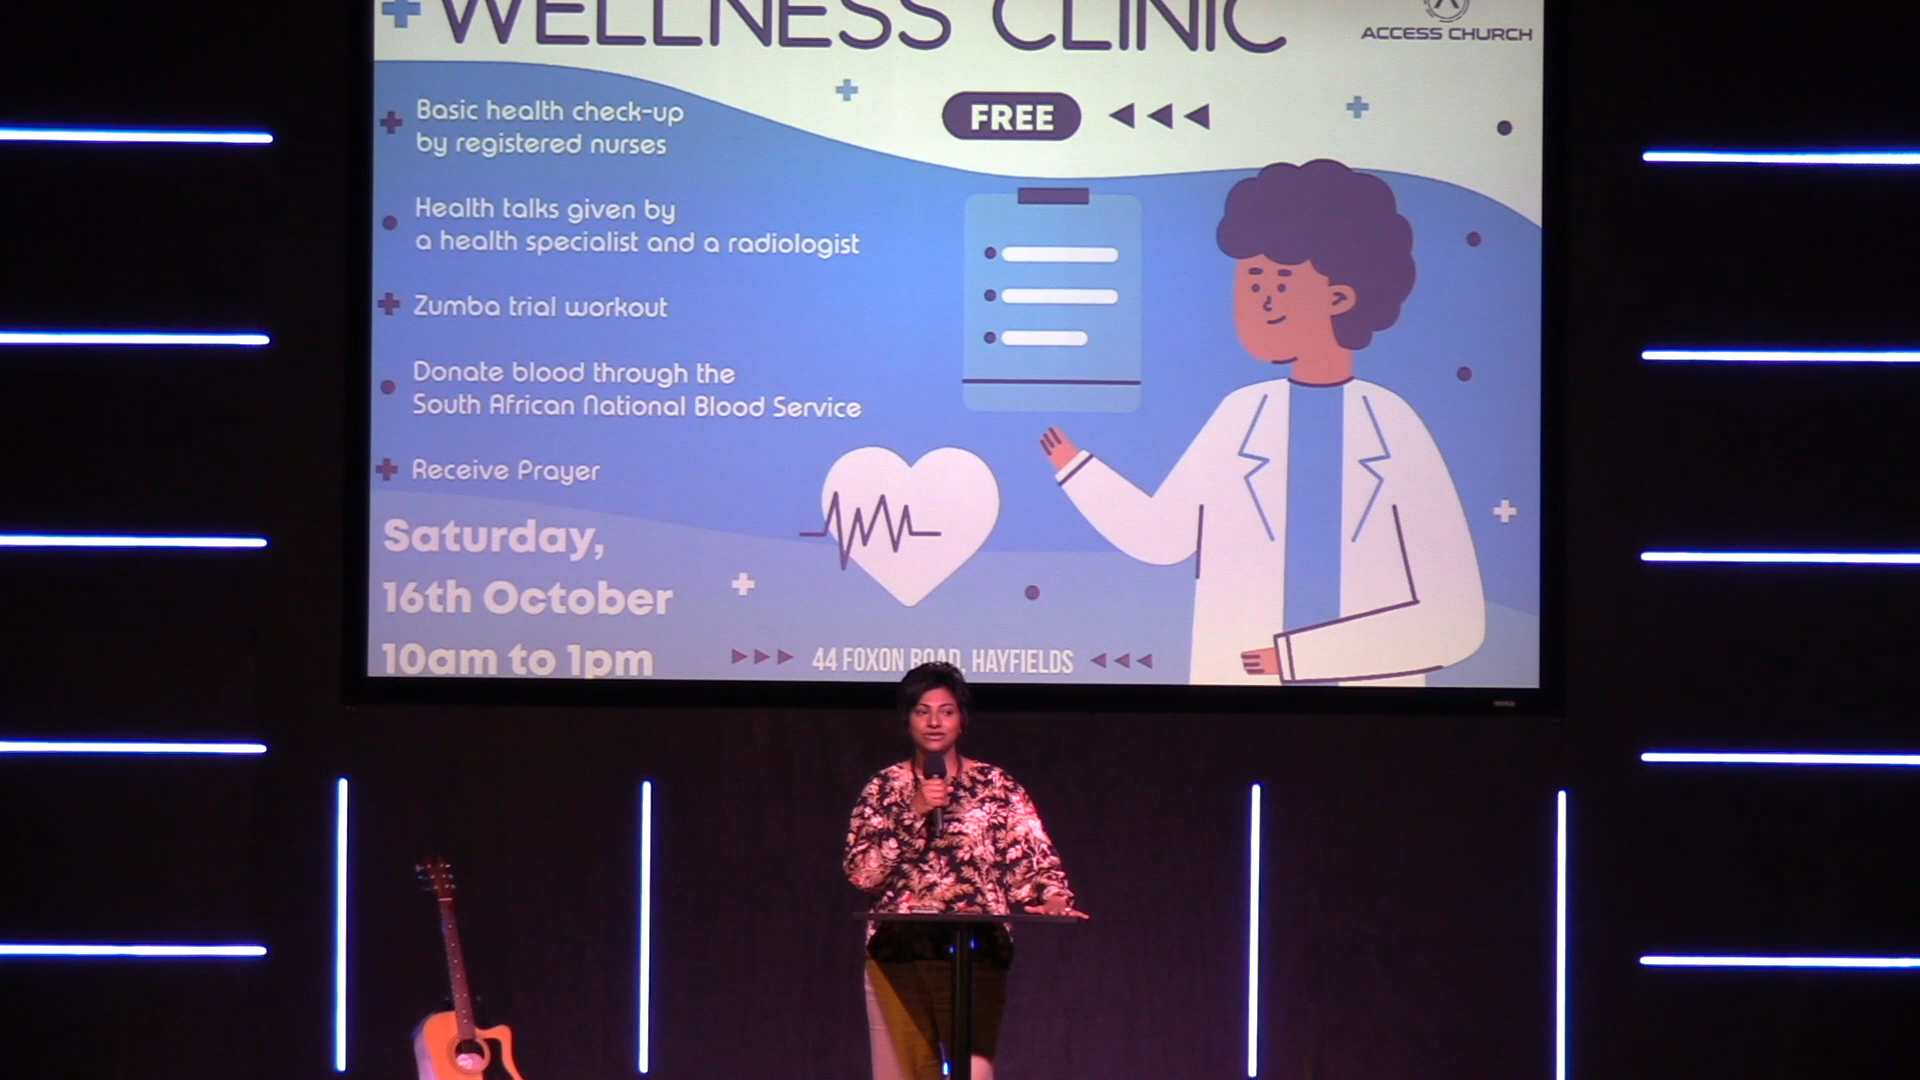 WELLNESS CLINIC
ACCESS CHURCH
FREE
Basic health check-up
by registered nurses
Health talks given by
a health specialist and a radiologist
Zumba trial workout
Donate blood through the
South African National Blood Service
Receive Prayer
Saturday,
16th October
10am to 1pm
44 FOXON ROAD, HAYFIELDS